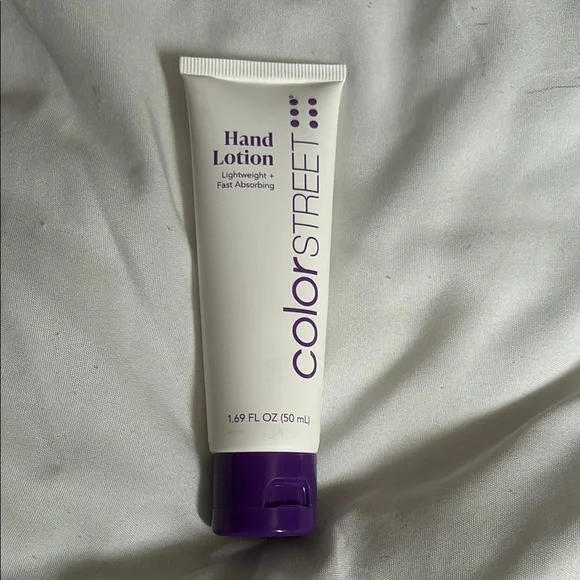 Hand
Lotion
Lightweight +
Fast Absorbing
colorSTREET
1.69 FL OZ (50 mL)